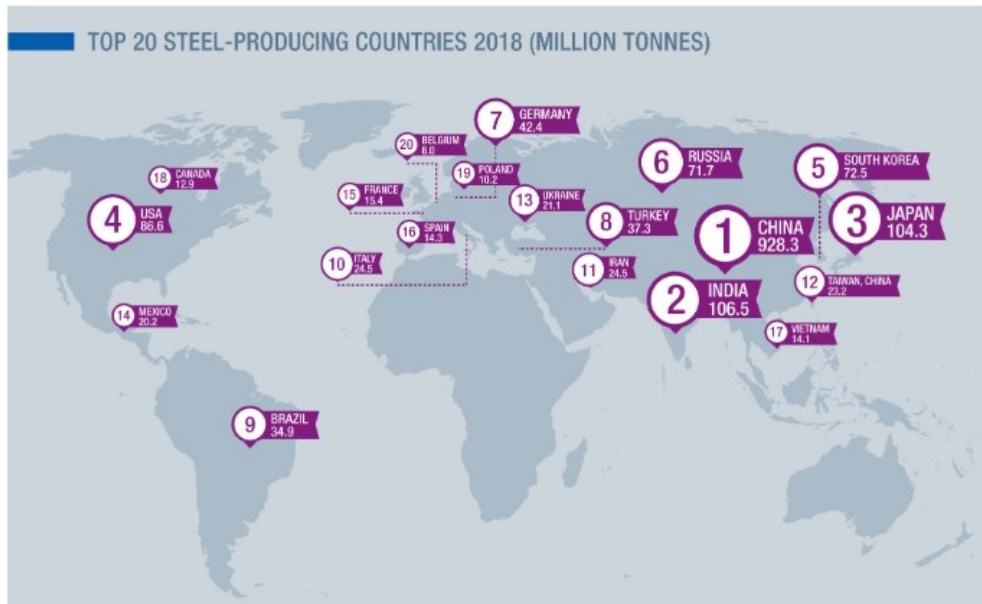 TOP 20 STEEL-PRODUCING COUNTRIES 2018 (MILLION TONNES)
7
GERMANY
42.4
20
BELGIUM
8.0
6
RUSSIA
71.7
5
SOUTH KOREA
72.5
18
CANADA
12.9
19
POLAND
10.2
15
FRANCE
15.4
13
UKRAINE
21.1
4
USA
86.6
8
TURKEY
37.3
1
CHINA
928.3
3
JAPAN
104.3
16
SPAIN
14.3
10
ITALY
24.5
11
IRAN
24.5
12
TAIWAN, CHINA
23.2
2
INDIA
106.5
14
MEXICO
20.2
17
VIETNAM
14.1
9
BRAZIL
34.9